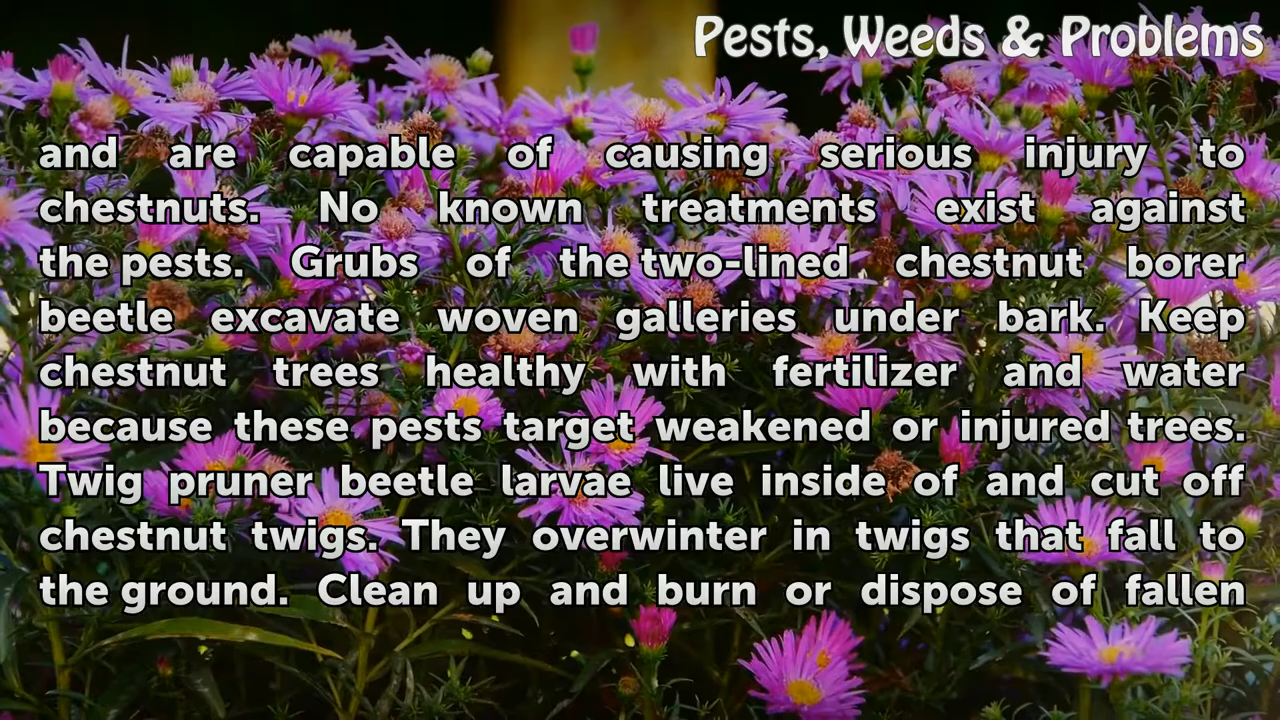 Pests, Weeds & Problems
and are capable of causing serious injury to
chestnuts. No known treatments exist against
the pests. Grubs of the two-lined chestnut borer
beetle excavate woven galleries under bark. Keep
chestnut trees healthy with fertilizer and water
because these pests target weakened or injured trees.
Twig pruner beetle larvae live inside of and cut off
chestnut twigs. They overwinter in twigs that fall to
the ground. Clean up and burn or dispose of fallen